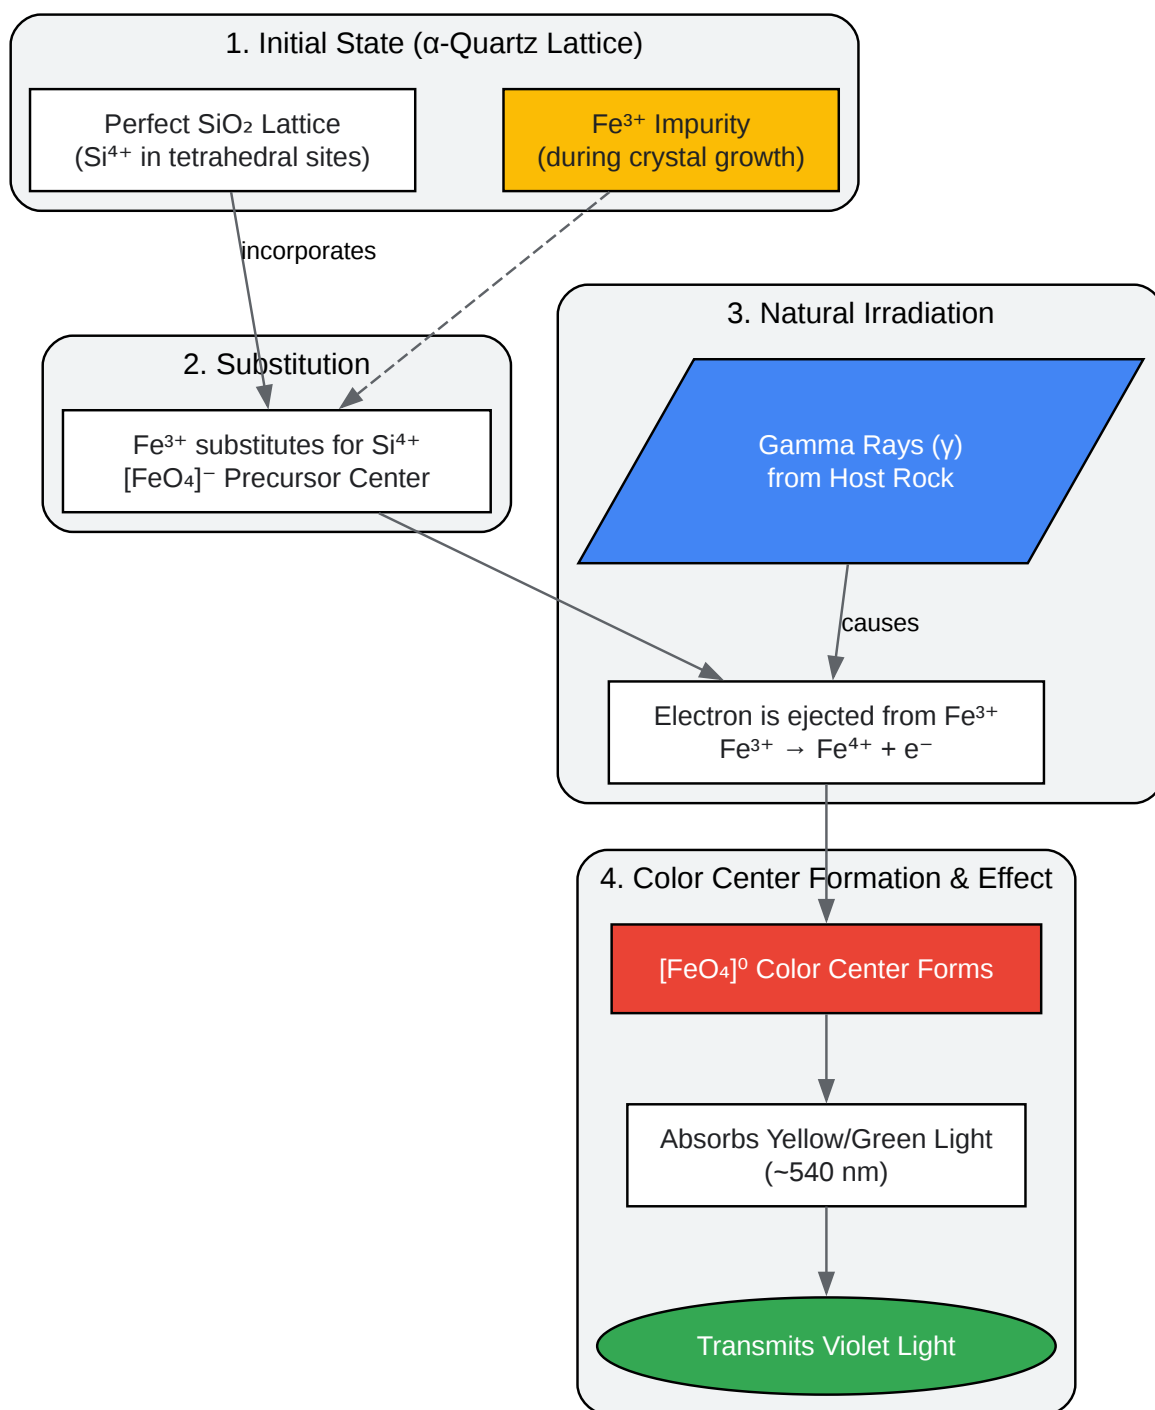 1. Initial State (α-Quartz Lattice)
Perfect SiO₂ Lattice
(Si⁴⁺ in tetrahedral sites)
Fe³⁺ Impurity
(during crystal growth)
incorporates
2. Substitution
Fe³⁺ substitutes for Si⁴⁺
[FeO₄]⁻ Precursor Center
3. Natural Irradiation
Gamma Rays (γ)
from Host Rock
causes
Electron is ejected from Fe³⁺
Fe³⁺ → Fe⁴⁺ + e⁻
4. Color Center Formation & Effect
[FeO₄]⁰ Color Center Forms
Absorbs Yellow/Green Light
(~540 nm)
Transmits Violet Light